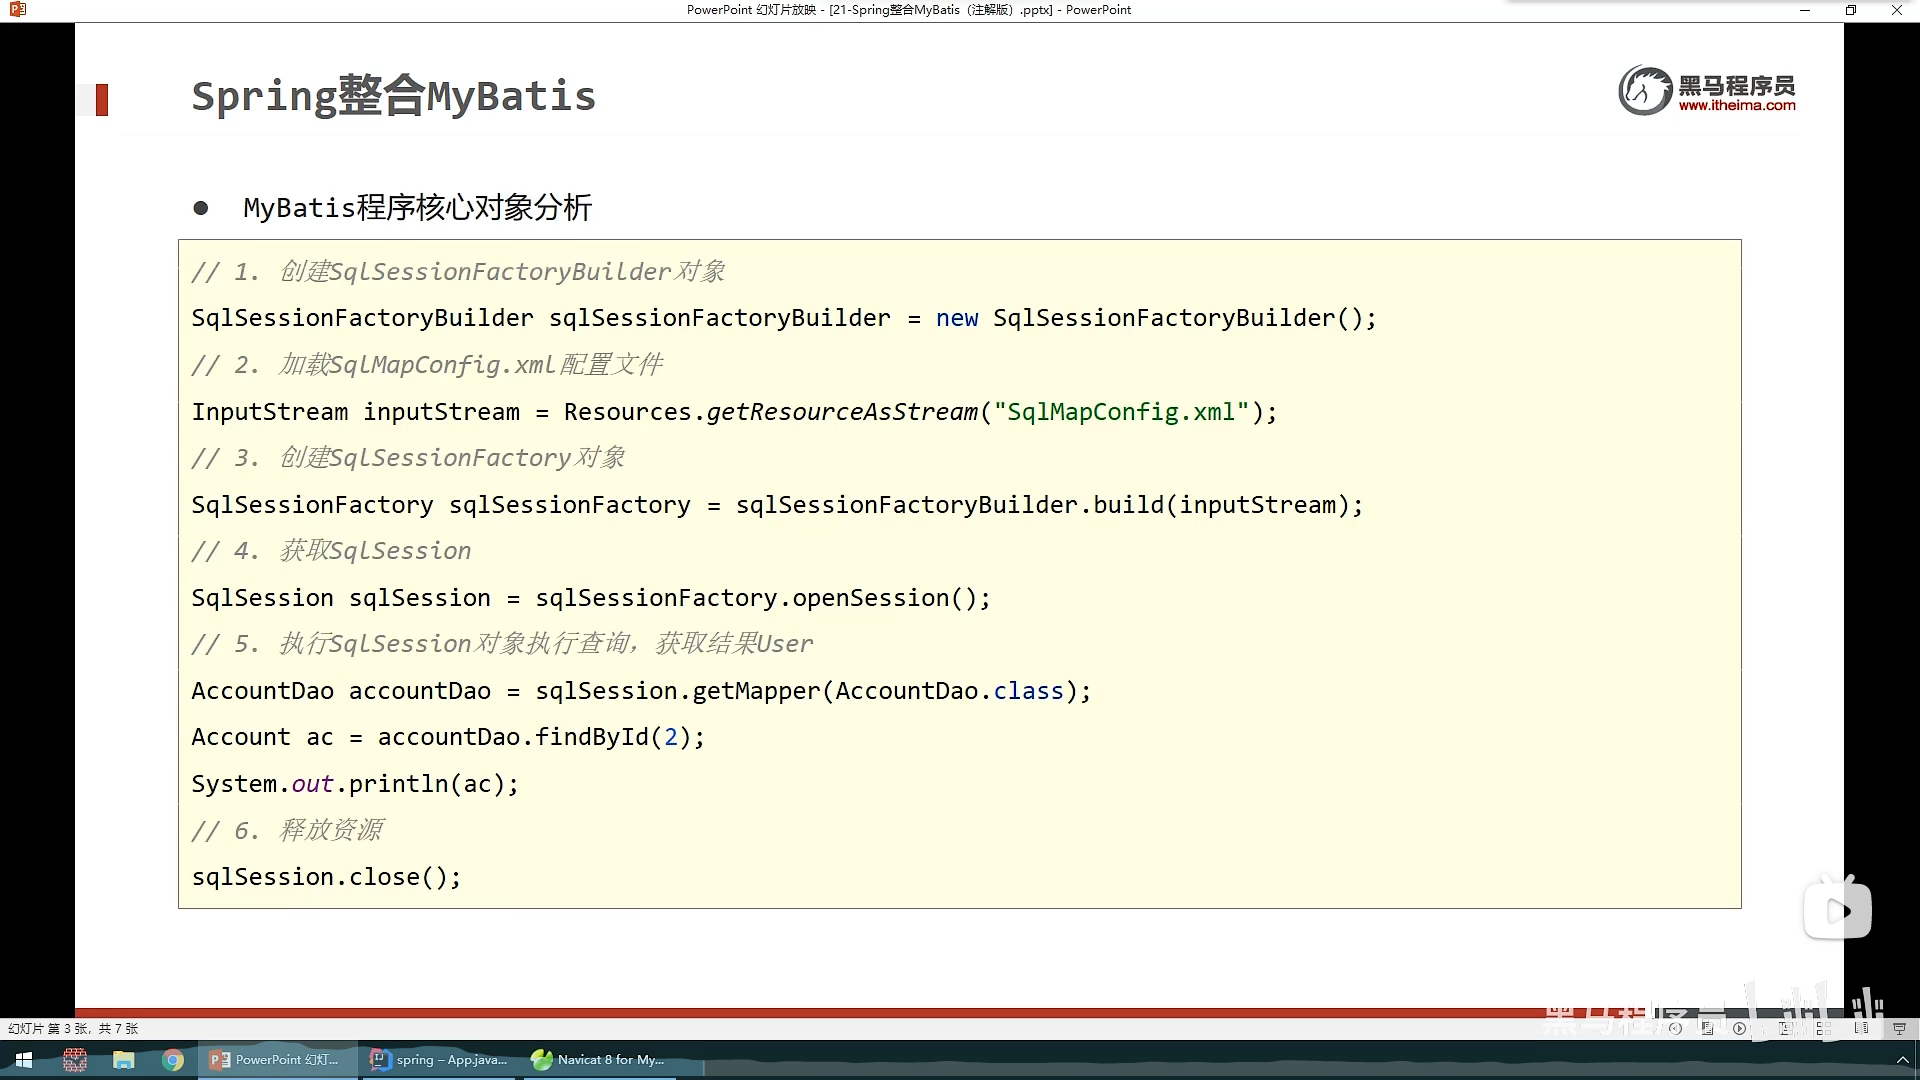 PowerPoint 幻灯片放映 - [21-Spring整合MyBatis（注解版）.pptx] - PowerPoint
Spring整合MyBatis
黑马程序员
www.itheima.com
● MyBatis程序核心对象分析
// 1. 创建SqlSessionFactoryBuilder对象
SqlSessionFactoryBuilder sqlSessionFactoryBuilder = new SqlSessionFactoryBuilder();
// 2. 加载SqlMapConfig.xml配置文件
InputStream inputStream = Resources.getResourceAsStream("SqlMapConfig.xml");
// 3. 创建SqlSessionFactory对象
SqlSessionFactory sqlSessionFactory = sqlSessionFactoryBuilder.build(inputStream);
// 4. 获取SqlSession
SqlSession sqlSession = sqlSessionFactory.openSession();
// 5. 执行SqlSession对象执行查询，获取结果User
AccountDao accountDao = sqlSession.getMapper(AccountDao.class);
Account ac = accountDao.findById(2);
System.out.println(ac);
// 6. 释放资源
sqlSession.close();
黑马程序员
幻灯片 第 3 张，共 7 张
PowerPoint 幻灯...
spring – App.java...
Navicat 8 for My...